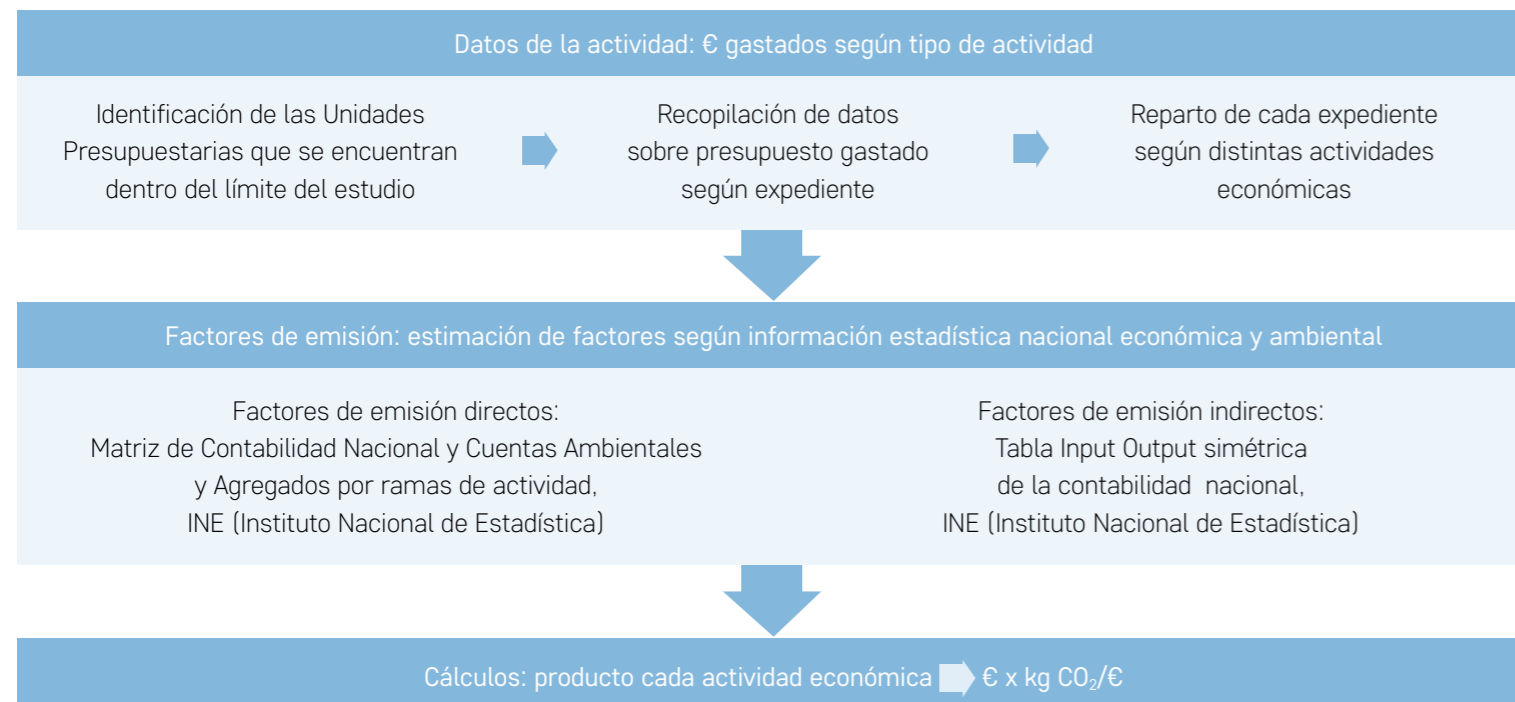 Datos de la actividad: € gastados según tipo de actividad
Identificación de las Unidades
Presupuestarias que se encuentran
dentro del límite del estudio
Recopilación de datos
sobre presupuesto gastado
según expediente
Reparto de cada expediente
según distintas actividades
económicas
Factores de emisión: estimación de factores según información estadística nacional económica y ambiental
Factores de emisión directos:
Matriz de Contabilidad Nacional y Cuentas Ambientales
y Agregados por ramas de actividad,
INE (Instituto Nacional de Estadística)
Factores de emisión indirectos:
Tabla Input Output simétrica
de la contabilidad nacional,
INE (Instituto Nacional de Estadística)
Cálculos: producto cada actividad económica € x kg CO₂/€